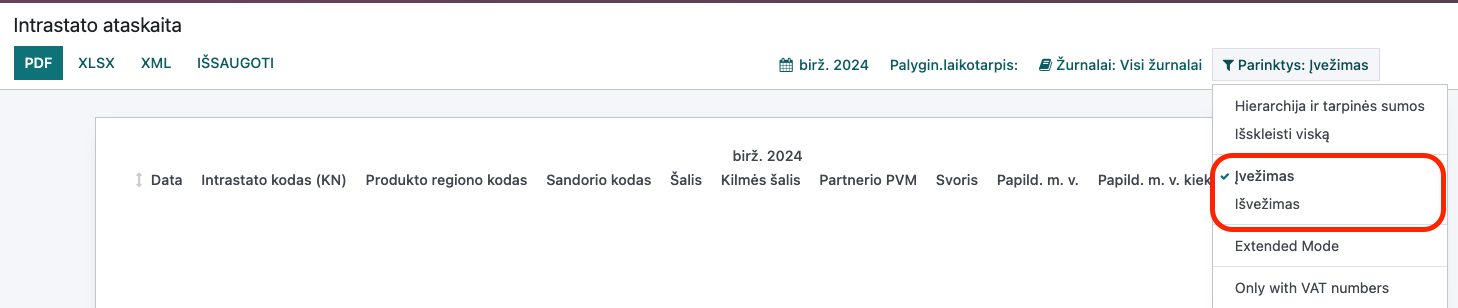 Intrastato ataskaita
PDF XLSX XML IŠSAUGOTI
birž. 2024 Palygin.laikotarpis: Žurnalai: Visi žurnalai Parinktys: Įvežimas
Hierarchija ir tarpinės sumos
Išskleisti viską
Įvežimas
Išvežimas
Extended Mode
Only with VAT numbers
birž. 2024
Data Intrastato kodas (KN) Produkto regiono kodas Sandorio kodas Šalis Kilmės šalis Partnerio PVM Svoris Papild. m. v. Papild. m. v. kiek